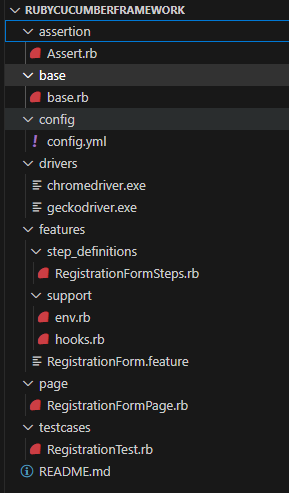 RUBYCUCUMBERFRAMEWORK
assertion
Assert.rb
base
base.rb
config
! config.yml
drivers
chromedriver.exe
geckodriver.exe
features
step_definitions
RegistrationFormSteps.rb
support
env.rb
hooks.rb
RegistrationForm.feature
page
RegistrationFormPage.rb
testcases
RegistrationTest.rb
README.md